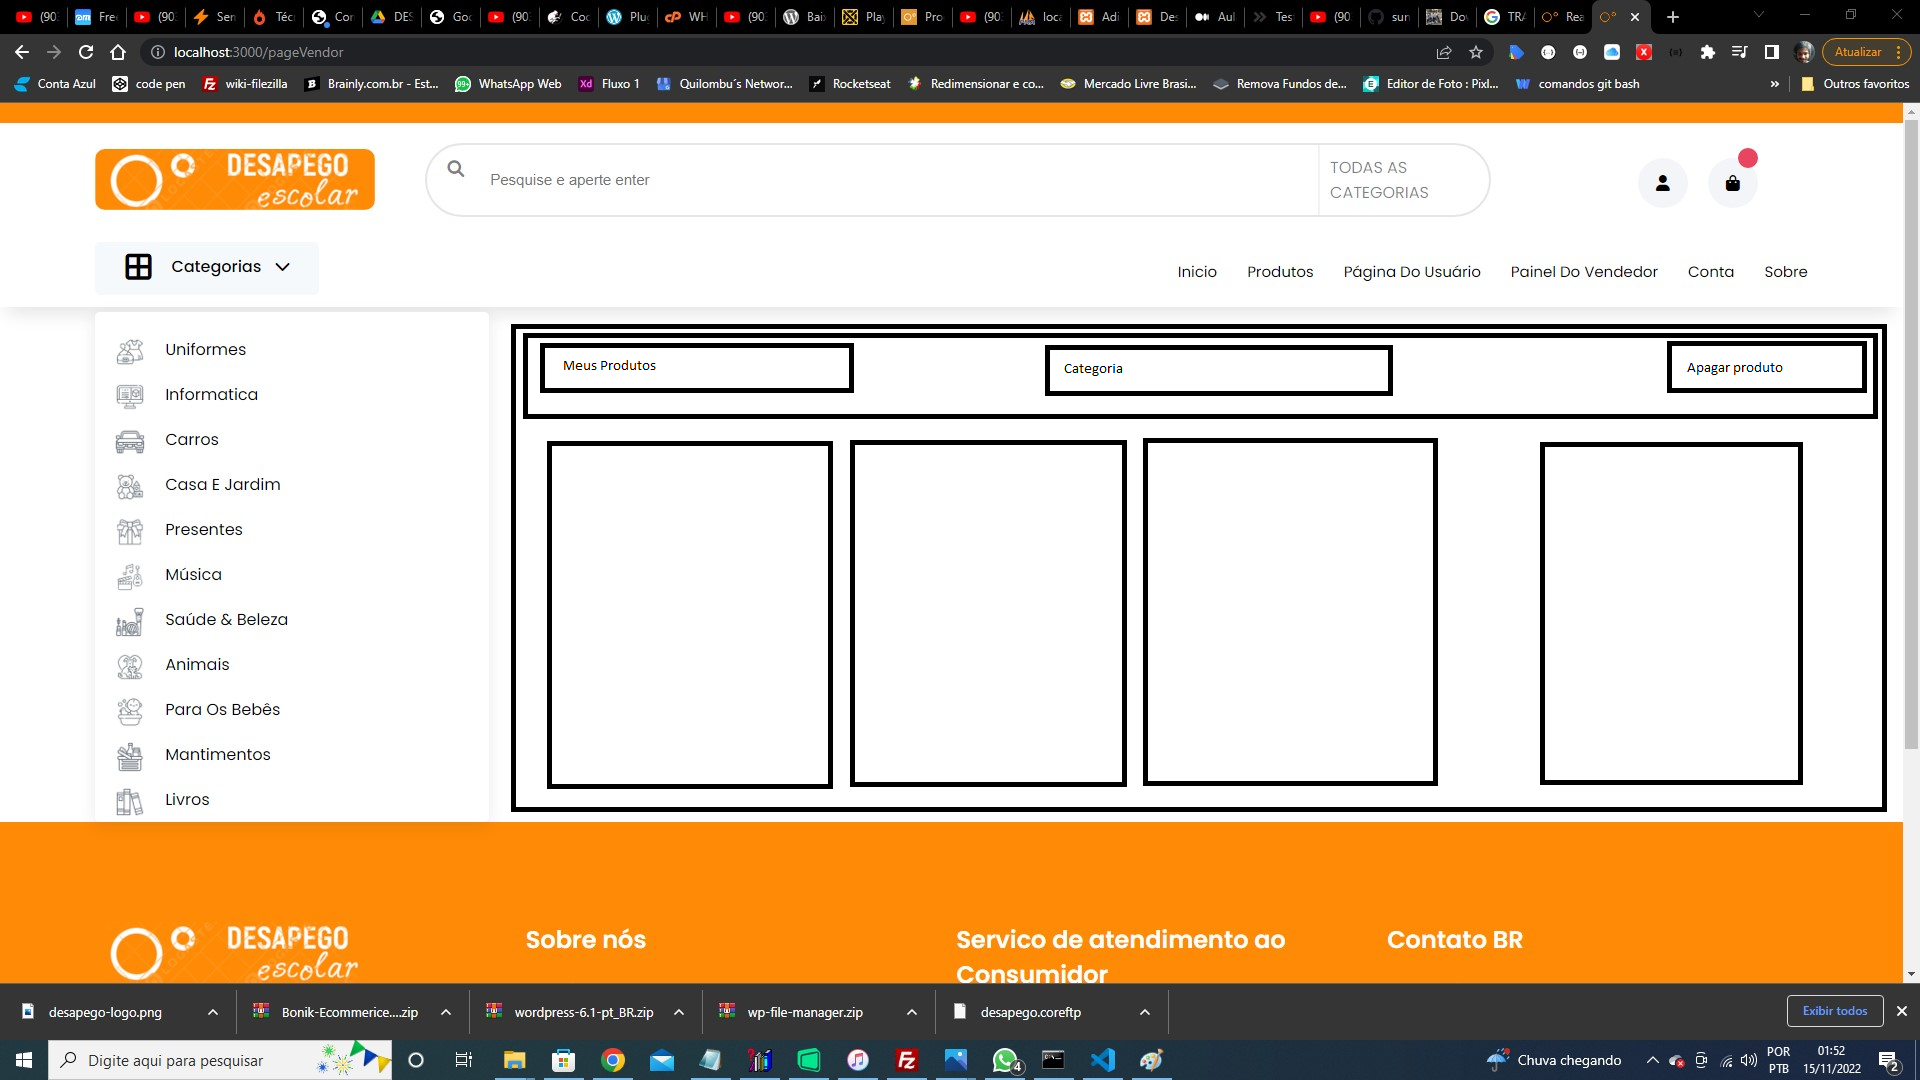 (90
Fre
(90
Ser
Téc
Cor
DES
Goc
(90
Coc
Plug
WH
(90
Baix
Play
Pro
(90
loca
Adi
Des
Aul
Tes
(90
sur
Dov
TRA
Rea
localhost:3000/pageVendor
Atualizar
Conta Azul
code pen
wiki-filezilla
Brainly.com.br - Est...
WhatsApp Web
Fluxo 1
Quilombu´s Networ...
Rocketseat
Redimensionar e co...
Mercado Livre Brasi...
Remova Fundos de...
Editor de Foto : Pixl...
comandos git bash
»
Outros favoritos
DESAPEGO
escolar
Pesquise e aperte enter
TODAS AS
CATEGORIAS
Categorias
Inicio
Produtos
Página Do Usuário
Painel Do Vendedor
Conta
Sobre
Uniformes
Informatica
Carros
Casa E Jardim
Presentes
Música
Saúde & Beleza
Animais
Para Os Bebês
Mantimentos
Livros
Meus Produtos
Categoria
Apagar produto
DESAPEGO
escolar
Sobre nós
Servico de atendimento ao
Consumidor
Contato BR
desapego-logo.png
Bonik-Ecommerice....zip
wordpress-6.1-pt_BR.zip
wp-file-manager.zip
desapego.coreftp
Exibir todos
Digite aqui para pesquisar
4
Chuva chegando
POR
PTB
01:52
15/11/2022
2